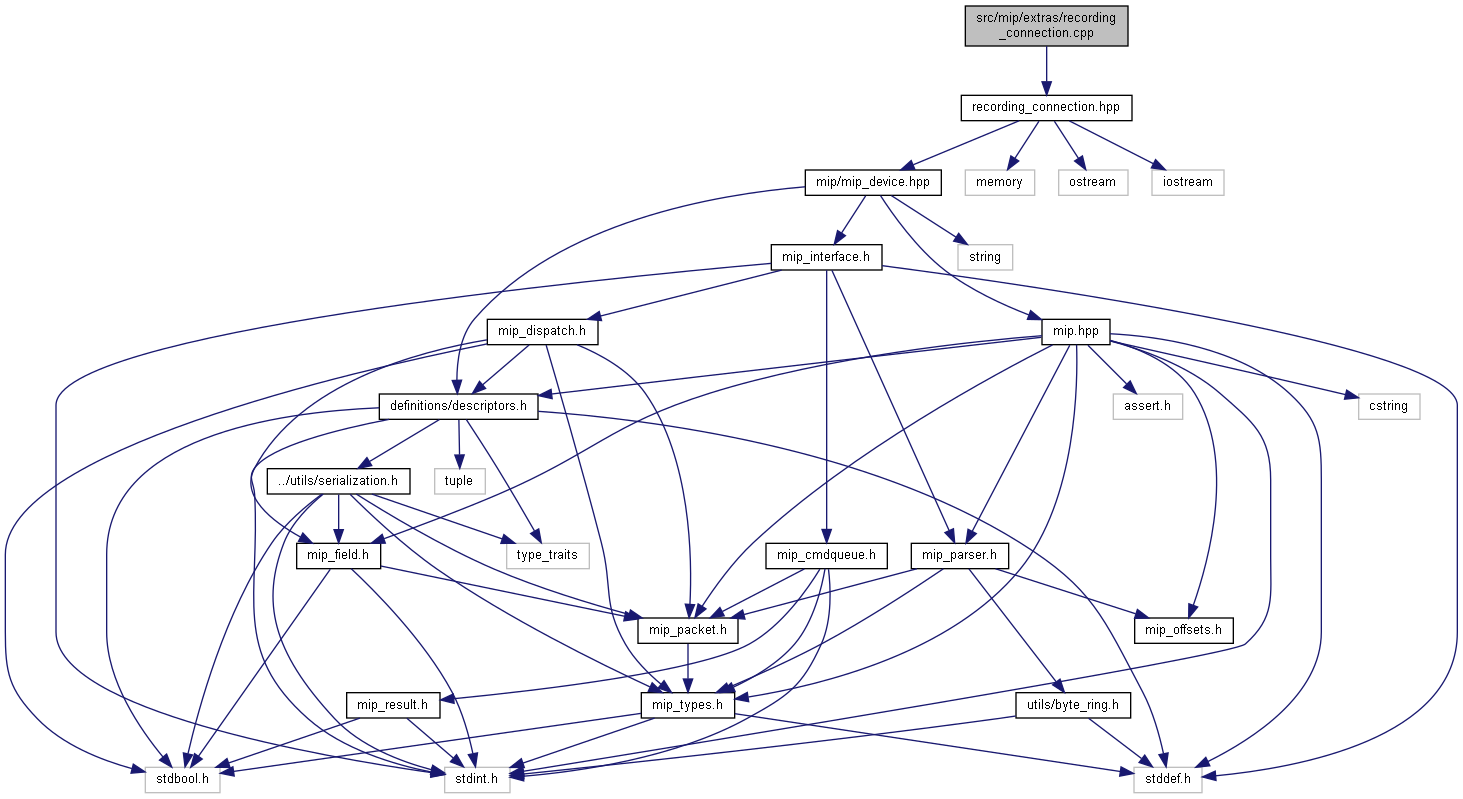 src/mip/extras/recording
_connection.cpp
recording_connection.hpp
mip/mip_device.hpp
memory
ostream
iostream
mip_interface.h
string
mip_dispatch.h
mip.hpp
definitions/descriptors.h
assert.h
cstring
../utils/serialization.h
tuple
mip_field.h
type_traits
mip_cmdqueue.h
mip_parser.h
mip_packet.h
mip_offsets.h
mip_result.h
mip_types.h
utils/byte_ring.h
stdbool.h
stdint.h
stddef.h